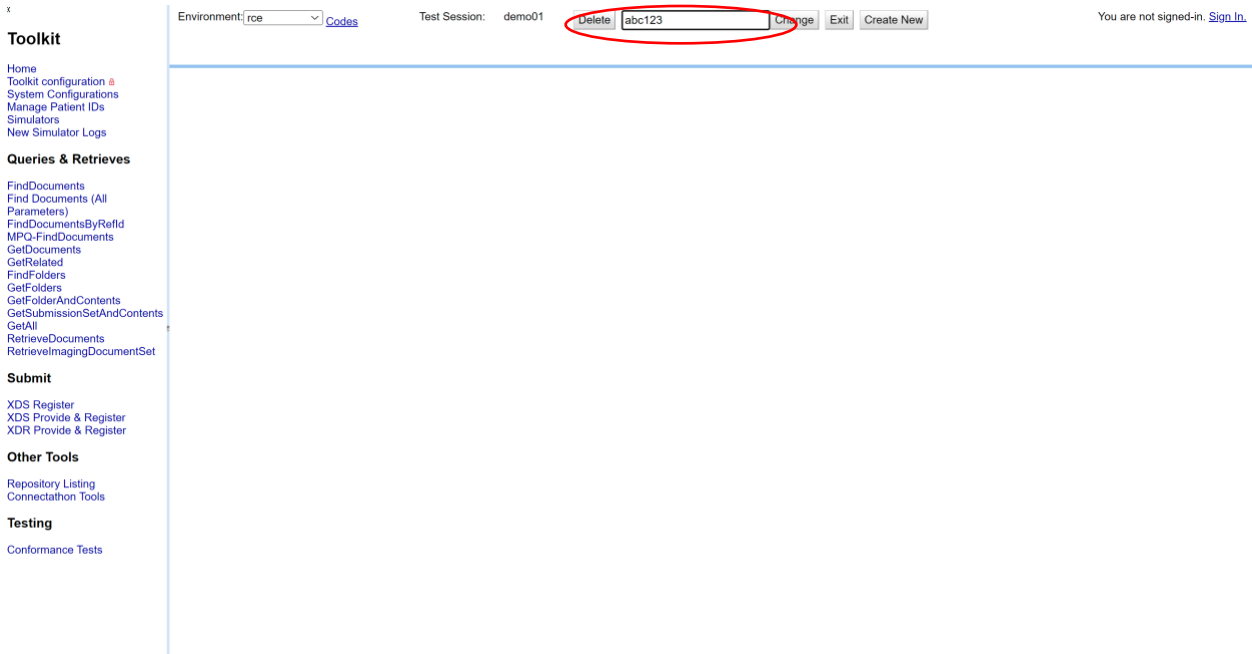 x
Environment: rce Codes Test Session: demo01 Delete abc123 Change Exit Create New You are not signed-in. Sign In.
Toolkit
Home
Toolkit configuration
System Configurations
Manage Patient IDs
Simulators
New Simulator Logs
Queries & Retrieves
FindDocuments
Find Documents (All
Parameters)
FindDocumentsByRefId
MPQ-FindDocuments
GetDocuments
GetRelated
FindFolders
GetFolders
GetFolderAndContents
GetSubmissionSetAndContents
GetAll
RetrieveDocuments
RetrieveImagingDocumentSet
Submit
XDS Register
XDS Provide & Register
XDR Provide & Register
Other Tools
Repository Listing
Connectathon Tools
Testing
Conformance Tests